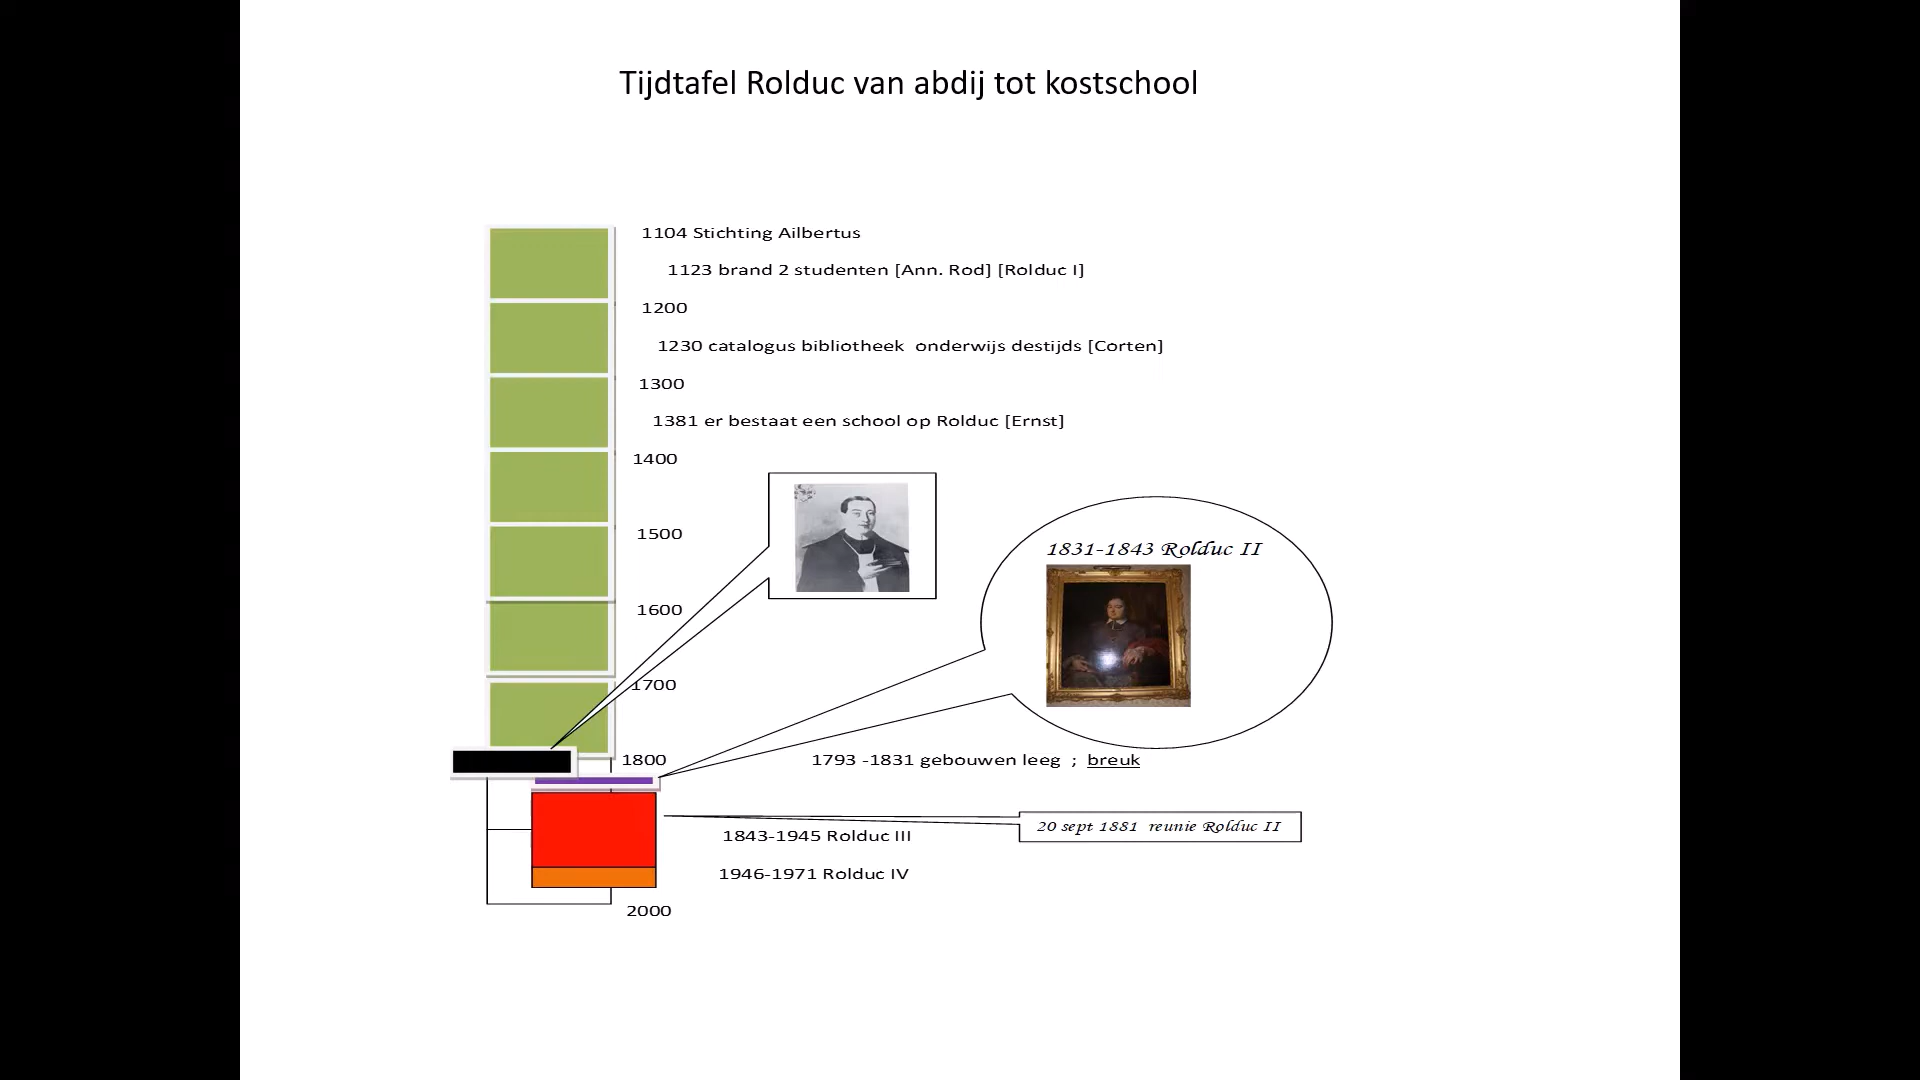 Tijdtafel Rolduc van abdij tot kostschool
1104 Stichting Ailbertus
1123 brand 2 studenten [Ann. Rod] [Rolduc I]
1200
1230 catalogus bibliotheek onderwijs destijds [Corten]
1300
1381 er bestaat een school op Rolduc [Ernst]
1400
1500
1831-1843 Rolduc II
1600
1700
1800
1793 -1831 gebouwen leeg ; breuk
20 sept 1881 reunie Rolduc II
1843-1945 Rolduc III
1946-1971 Rolduc IV
2000